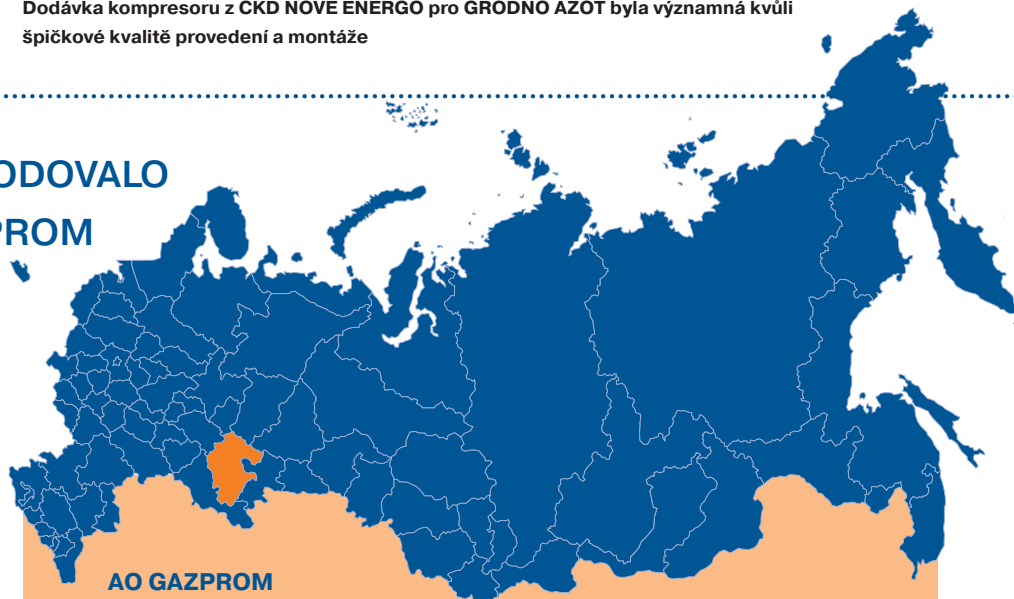 Dodávka kompresoru z ČKD NOVÉ ENERGO pro GRODNO AZOT byla významná kvůli
špičkové kvalitě provedení a montáže
ODOVALO
PROM
AO GAZPROM